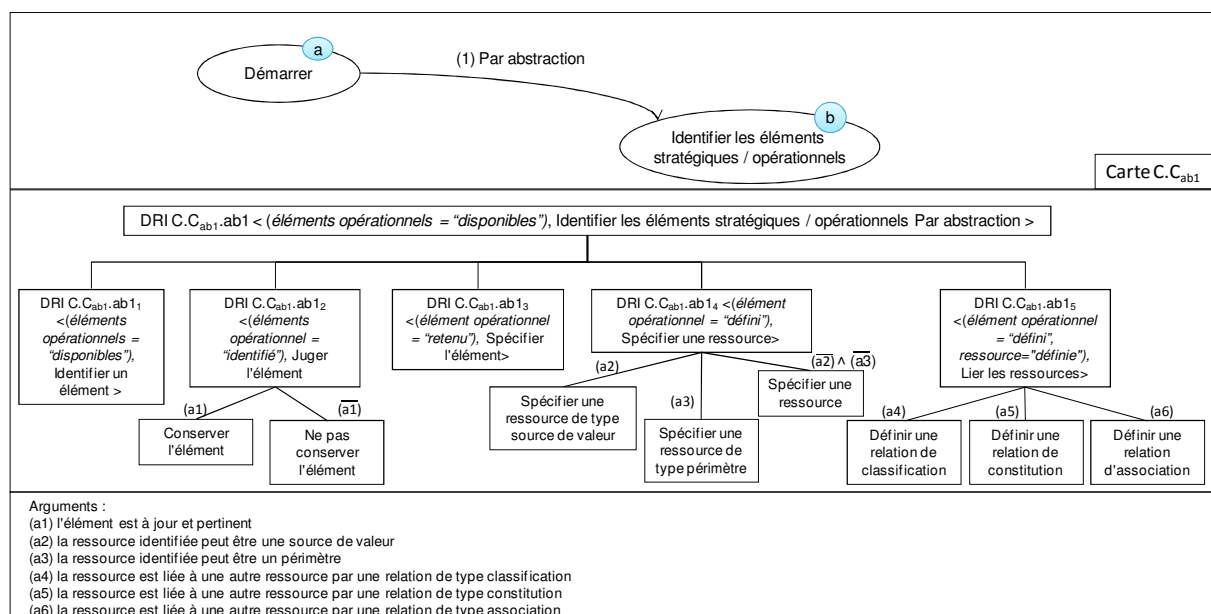 a
Démarrer
(1) Par abstraction
b
Identifier les éléments
stratégiques / opérationnels
Carte C.Cab1
DRI C.Cab1.ab1 < (éléments opérationnels = “disponibles”), Identifier les éléments stratégiques / opérationnels Par abstraction >
DRI C.Cab1.ab11
<(éléments
opérationnels =
“disponibles”),
Identifier un
élément >
DRI C.Cab1.ab12
<(éléments
opérationnel =
“identifié”), Juger
l'élément
DRI C.Cab1.ab13
<(élément opérationnel
= “retenu”), Spécifier
l'élément>
DRI C.Cab1.ab14 <(élément
opérationnel = “défini”),
Spécifier une ressource>
DRI C.Cab1.ab15
<(élément opérationnel
= “défini”,
ressource="définie"),
Lier les ressources>
(a1)
Conserver
l'élément
(a1)
Ne pas
conserver
l'élément
(a2)
Spécifier une
ressource de type
source de valeur
(a3)
Spécifier une
ressource de
type périmètre
(a2) ∧ (a3)
Spécifier une
ressource
(a4)
Définir une
relation de
classification
(a5)
Définir une
relation de
constitution
(a6)
Définir une
relation
d'association
Arguments :
(a1) l'élément est à jour et pertinent
(a2) la ressource identifiée peut être une source de valeur
(a3) la ressource identifiée peut être un périmètre
(a4) la ressource est liée à une autre ressource par une relation de type classification
(a5) la ressource est liée à une autre ressource par une relation de type constitution
(a6) la ressource est liée à une autre ressource par une relation de type association